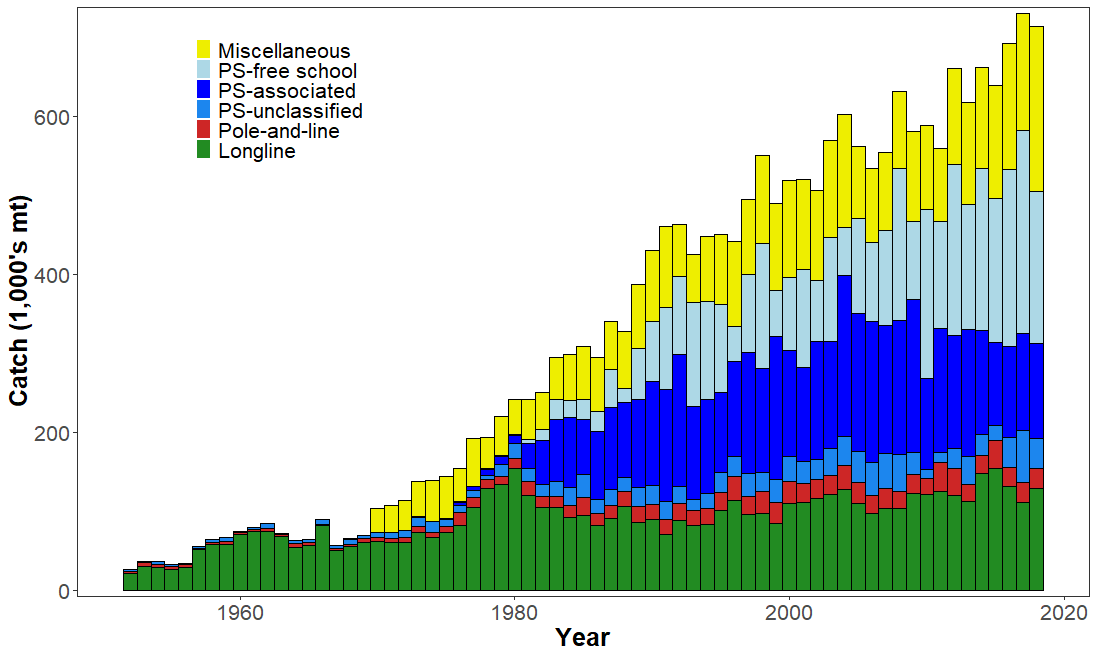 Miscellaneous
PS-free school
PS-associated
PS-unclassified
Pole-and-line
Longline
600
400
200
0
Catch (1,000's mt)
1960 1980 2000 2020
Year